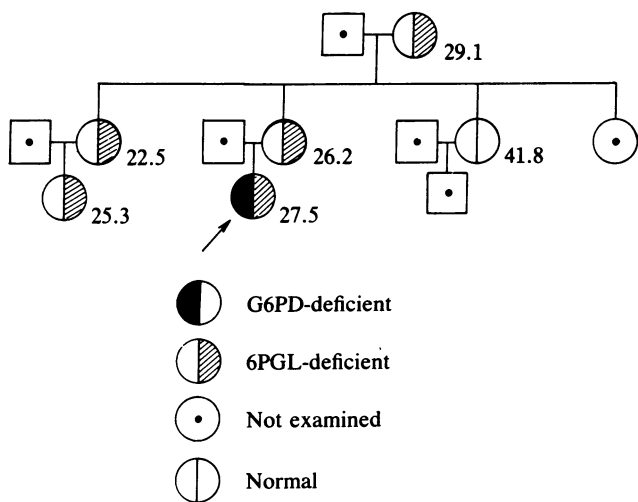 29.1
22.5
26.2
41.8
25.3
27.5
G6PD-deficient
6PGL-deficient
Not examined
Normal